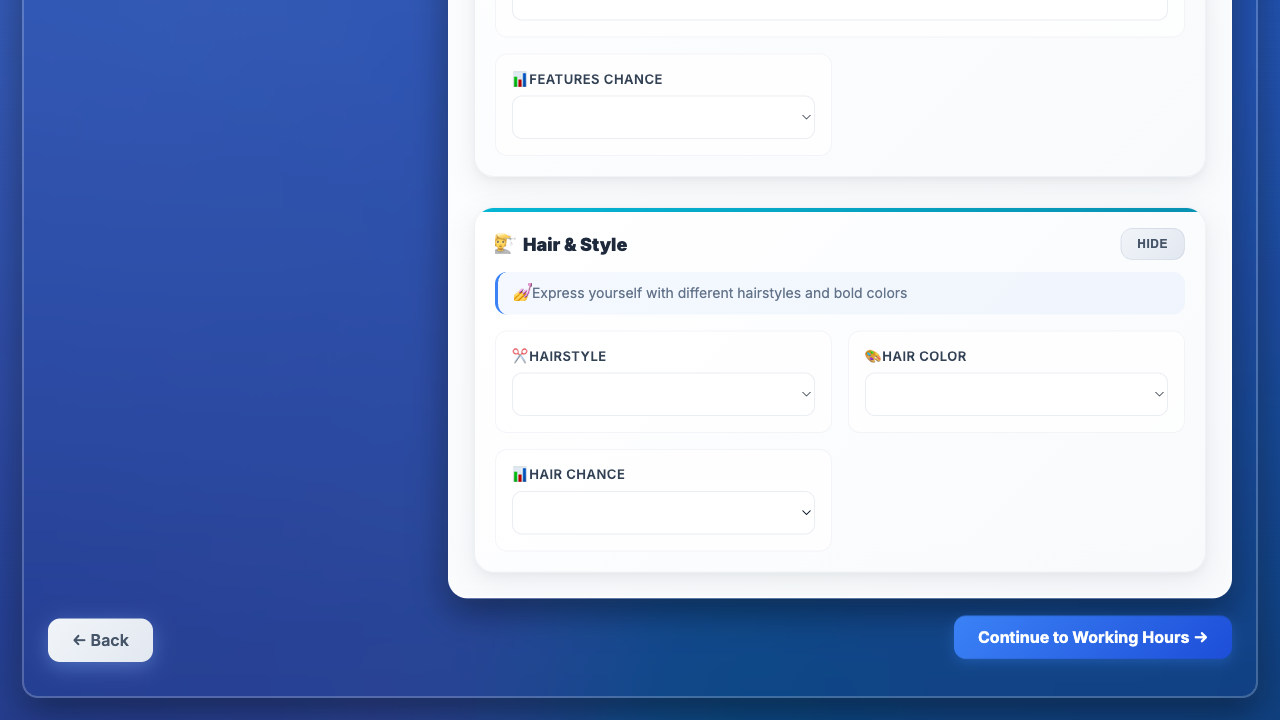 FEATURES CHANCE
Hair & Style
HIDE
Express yourself with different hairstyles and bold colors
HAIRSTYLE
HAIR COLOR
HAIR CHANCE
← Back
Continue to Working Hours →